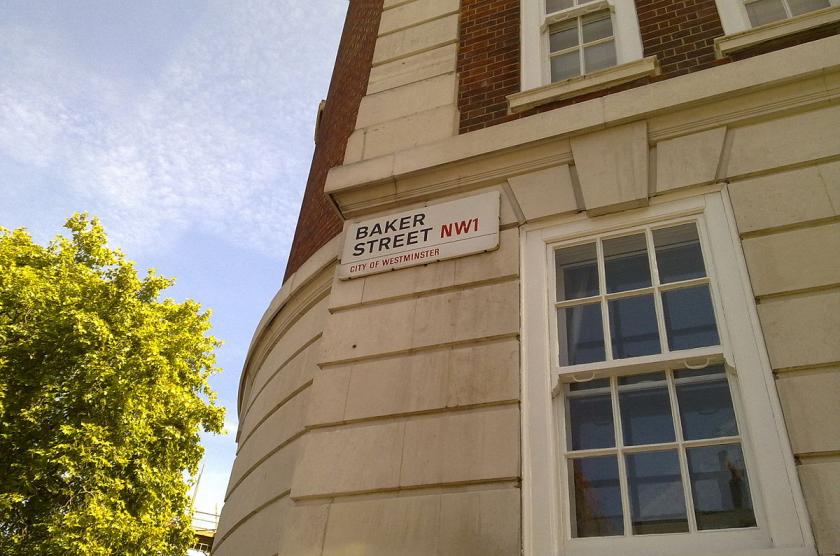 BAKER
STREET NW1
CITY OF WESTMINSTER